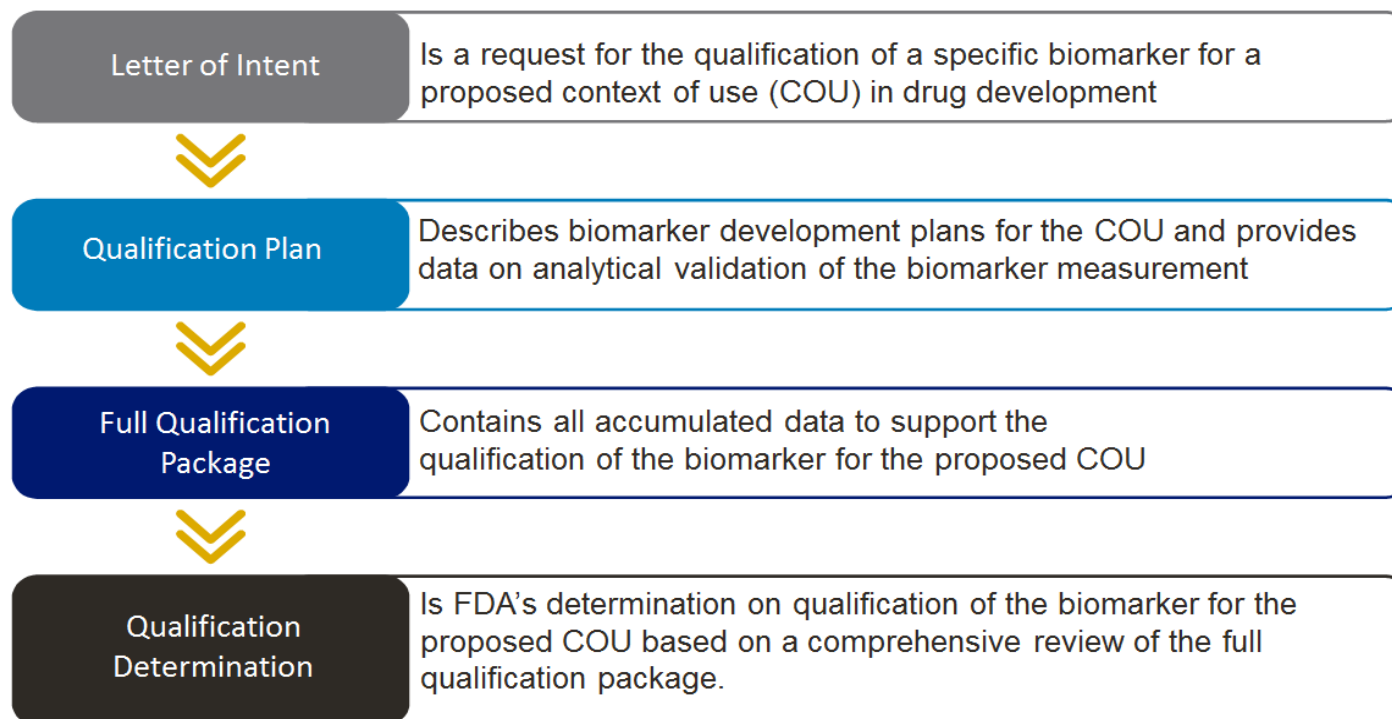 Letter of Intent
Is a request for the qualification of a specific biomarker for a
proposed context of use (COU) in drug development
Qualification Plan
Describes biomarker development plans for the COU and provides
data on analytical validation of the biomarker measurement
Full Qualification
Package
Contains all accumulated data to support the
qualification of the biomarker for the proposed COU
Qualification
Determination
Is FDA’s determination on qualification of the biomarker for the
proposed COU based on a comprehensive review of the full
qualification package.